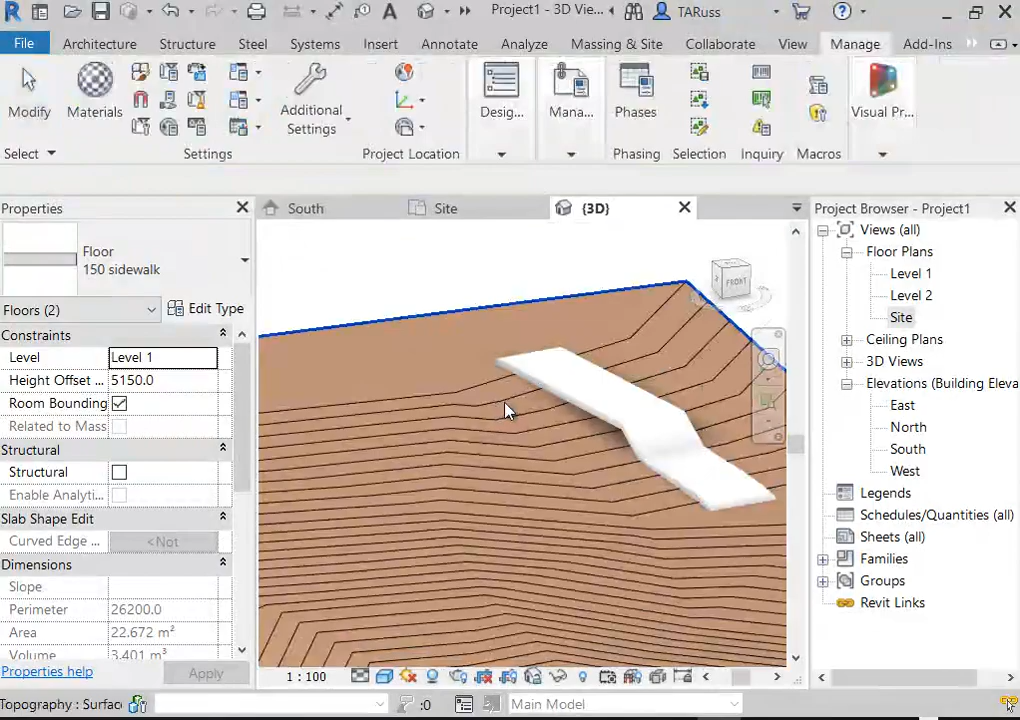 Project1 - 3D Vie...
TARuss
File
Architecture
Structure
Steel
Systems
Insert
Annotate
Analyze
Massing & Site
Collaborate
View
Manage
Add-Ins
Modify
Materials
Additional
Settings
Desig...
Mana...
Phases
Visual Pr...
Select
Settings
Project Location
Phasing
Selection
Inquiry
Macros
Properties
South
Site
{3D}
Project Browser - Project1
Floor
150 sidewalk
Floors (2)
Edit Type
Constraints
Level
Level 1
Height Offset ...
5150.0
Room Bounding
Related to Mass
Structural
Structural
Enable Analyti...
Slab Shape Edit
Curved Edge ...
<Not
Dimensions
Slope
Perimeter
26200.0
Area
22.672 m²
Volume
3.401 m³
Properties help
Apply
FRONT
Views (all)
Floor Plans
Level 1
Level 2
Site
Ceiling Plans
3D Views
Elevations (Building Eleva
East
North
South
West
Legends
Schedules/Quantities (all)
Sheets (all)
Families
Groups
Revit Links
1 : 100
Topography : Surfac
:0
Main Model